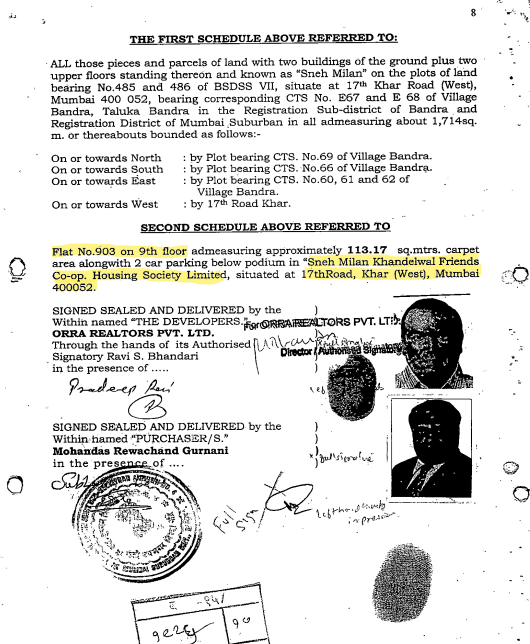 8
THE FIRST SCHEDULE ABOVE REFERRED TO:
ALL those pieces and parcels of land with two buildings of the ground plus two
upper floors standing thereon and known as "Sneh Milan" on the plots of land
bearing No.485 and 486 of BSDSS VII, situate at 17th Khar Road (West),
Mumbai 400 052, bearing corresponding CTS No. E67 and E 68 of Village
Bandra, Taluka Bandra in the Registration Sub-district of Bandra and
Registration District of Mumbai Suburban in all admeasuring about 1,714sq.
m. or thereabouts bounded as follows:-
On or towards North : by Plot bearing CTS. No.69 of Village Bandra.
On or towards South : by Plot bearing CTS. No.66 of Village Bandra.
On or towards East : by Plot bearing CTS. No.60, 61 and 62 of
Village Bandra.
On or towards West : by 17th Road Khar.
SECOND SCHEDULE ABOVE REFERRED TO
Flat No.903 on 9th floor admeasuring approximately 113.17 sq.mtrs. carpet
area alongwith 2 car parking below podium in "Sneh Milan Khandelwal Friends
Co-op. Housing Society Limited, situated at 17thRoad, Khar (West), Mumbai
400052.
SIGNED SEALED AND DELIVERED by the )
Within named "THE DEVELOPERS," For ORRA REALTORS PVT. LTD.
ORRA REALTORS PVT. LTD.
Through the hands of its Authorised
Director / Authorised Signatory
Signatory Ravi S. Bhandari )
in the presence of ..... )
Pradeep Ravi
SIGNED SEALED AND DELIVERED by the )
Within named "PURCHASER/S." )
Mohandas Rewachand Gurnani )
in the presence of .... )
Full
Sign
left hand thumb
impression